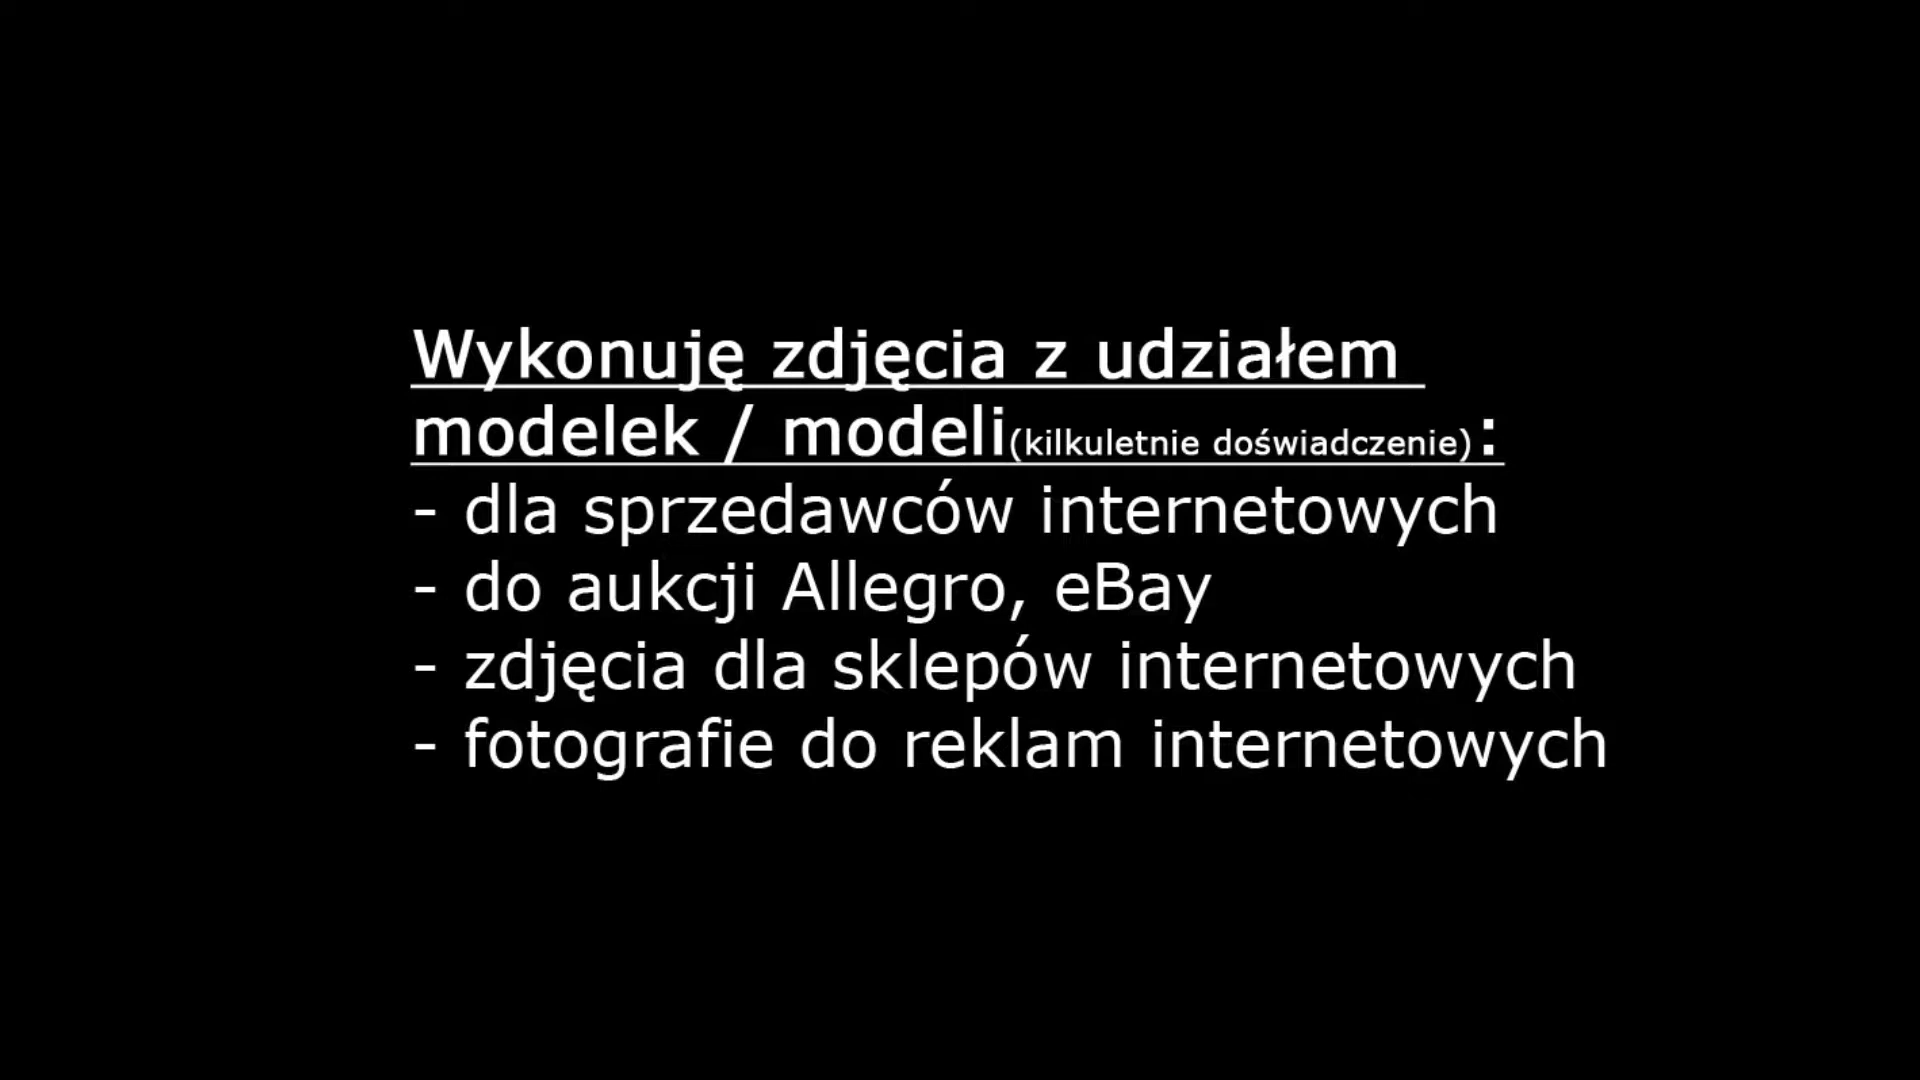 Wykonuję zdjęcia z udziałem
modelek / modeli(kilkuletnie doświadczenie):
- dla sprzedawców internetowych
- do aukcji Allegro, eBay
- zdjęcia dla sklepów internetowych
- fotografie do reklam internetowych